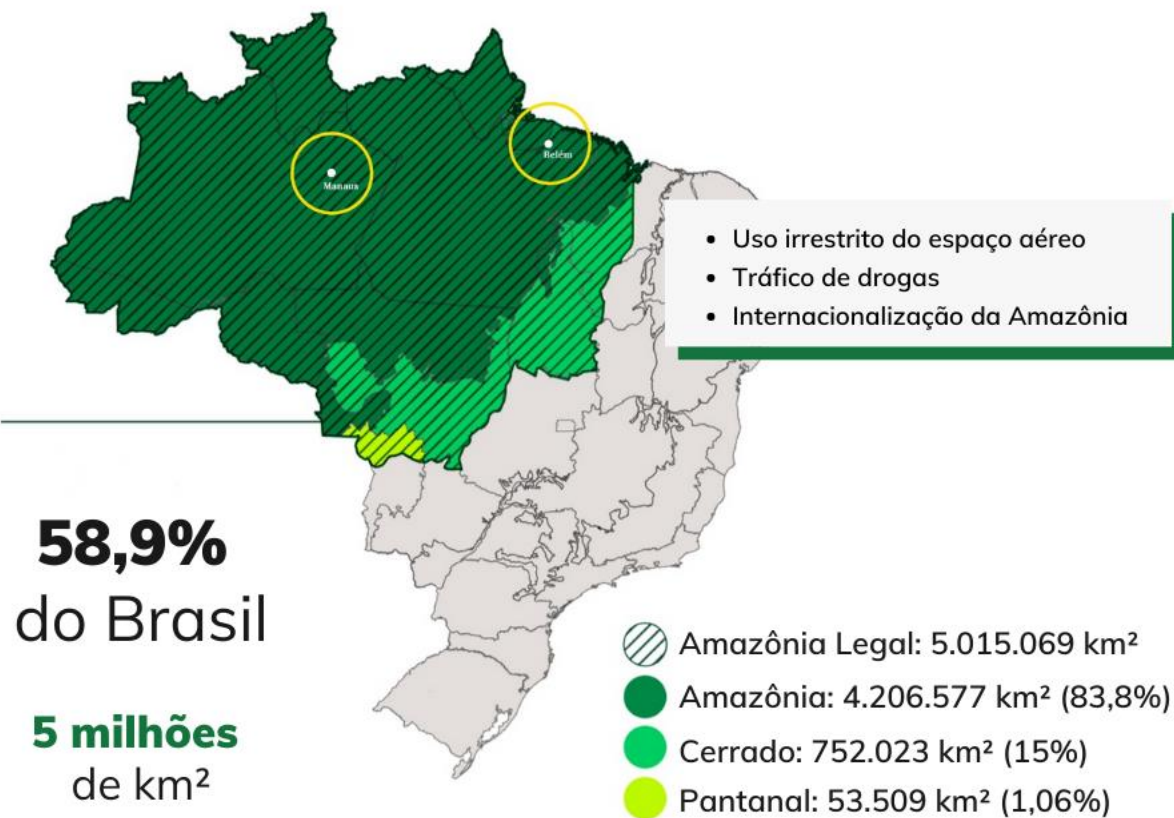 Manaus
Belém
• Uso irrestrito do espaço aéreo
• Tráfico de drogas
• Internacionalização da Amazônia
58,9%
do Brasil
5 milhões
de km²
Amazônia Legal: 5.015.069 km²
Amazônia: 4.206.577 km² (83,8%)
Cerrado: 752.023 km² (15%)
Pantanal: 53.509 km² (1,06%)